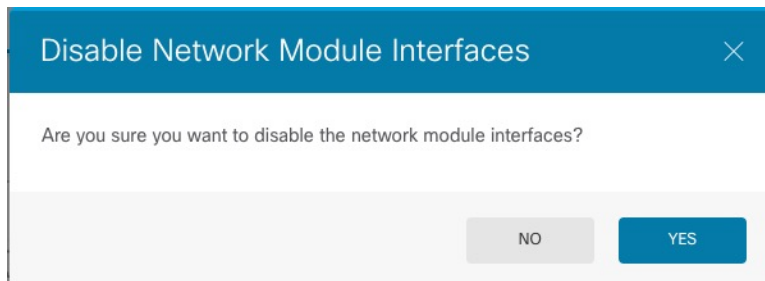 Disable Network Module Interfaces
Are you sure you want to disable the network module interfaces?
NO YES